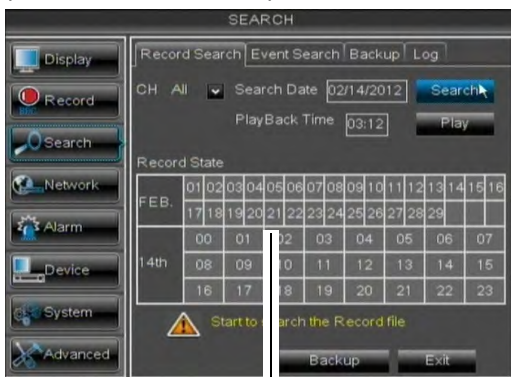 SEARCH
Display
Record
Search
Network
Alarm
Device
System
Advanced
Record Search Event Search Backup Log
CH All Search Date 02/14/2012 Search
PlayBack Time 03:12 Play
Record State
FEB. 01 02 03 04 05 06 07 08 09 10 11 12 13 14 15 16
17 18 19 20 21 22 23 24 25 26 27 28 29
14th 00 01 02 03 04 05 06 07
08 09 10 11 12 13 14 15
16 17 18 19 20 21 22 23
Start to search the Record file
Backup Exit